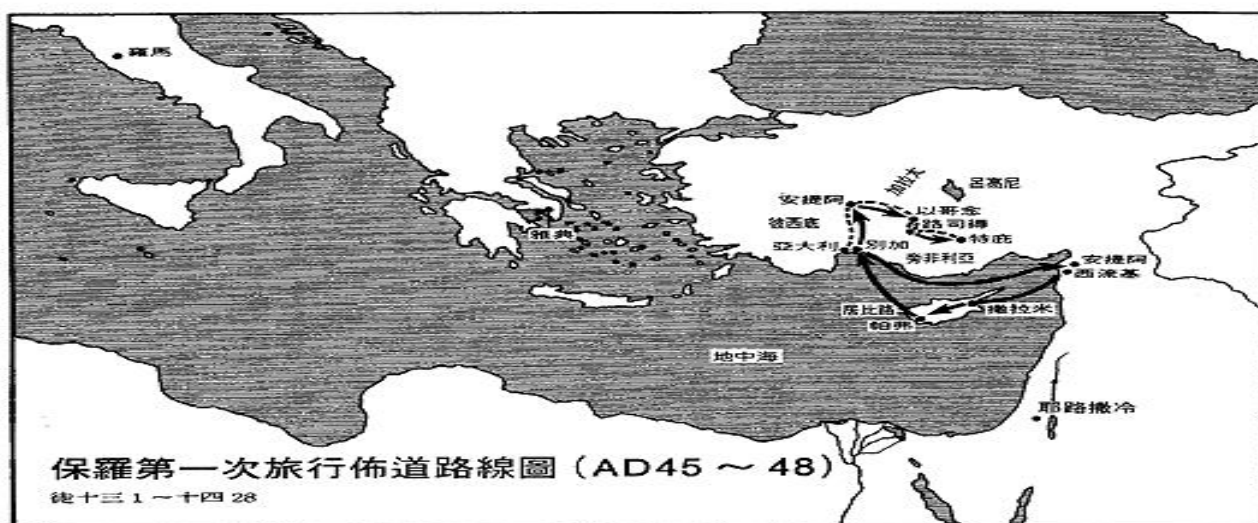 羅馬
加拉太
呂高尼
安提阿
以哥念
彼西底
路司得
雅典
特庇
亞大利
別加
旁非利亞
安提阿
西流基
居比路
撒拉米
帕弗
地中海
耶路撒冷
保羅第一次旅行佈道路線圖(AD45～48)
徒十三1～十四28